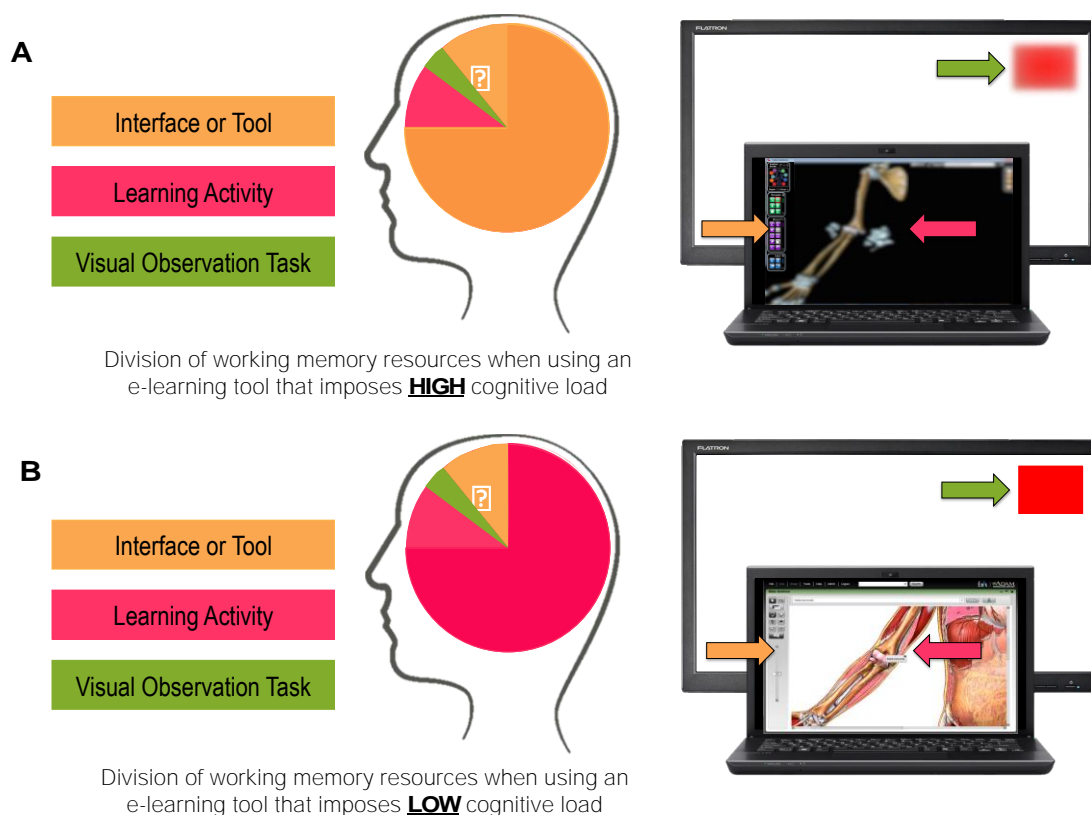 A
FLATRON
Interface or Tool
Learning Activity
Visual Observation Task
Division of working memory resources when using an
e-learning tool that imposes HIGH cognitive load
B
FLATRON
Interface or Tool
Learning Activity
Visual Observation Task
Division of working memory resources when using an
e-learning tool that imposes LOW cognitive load